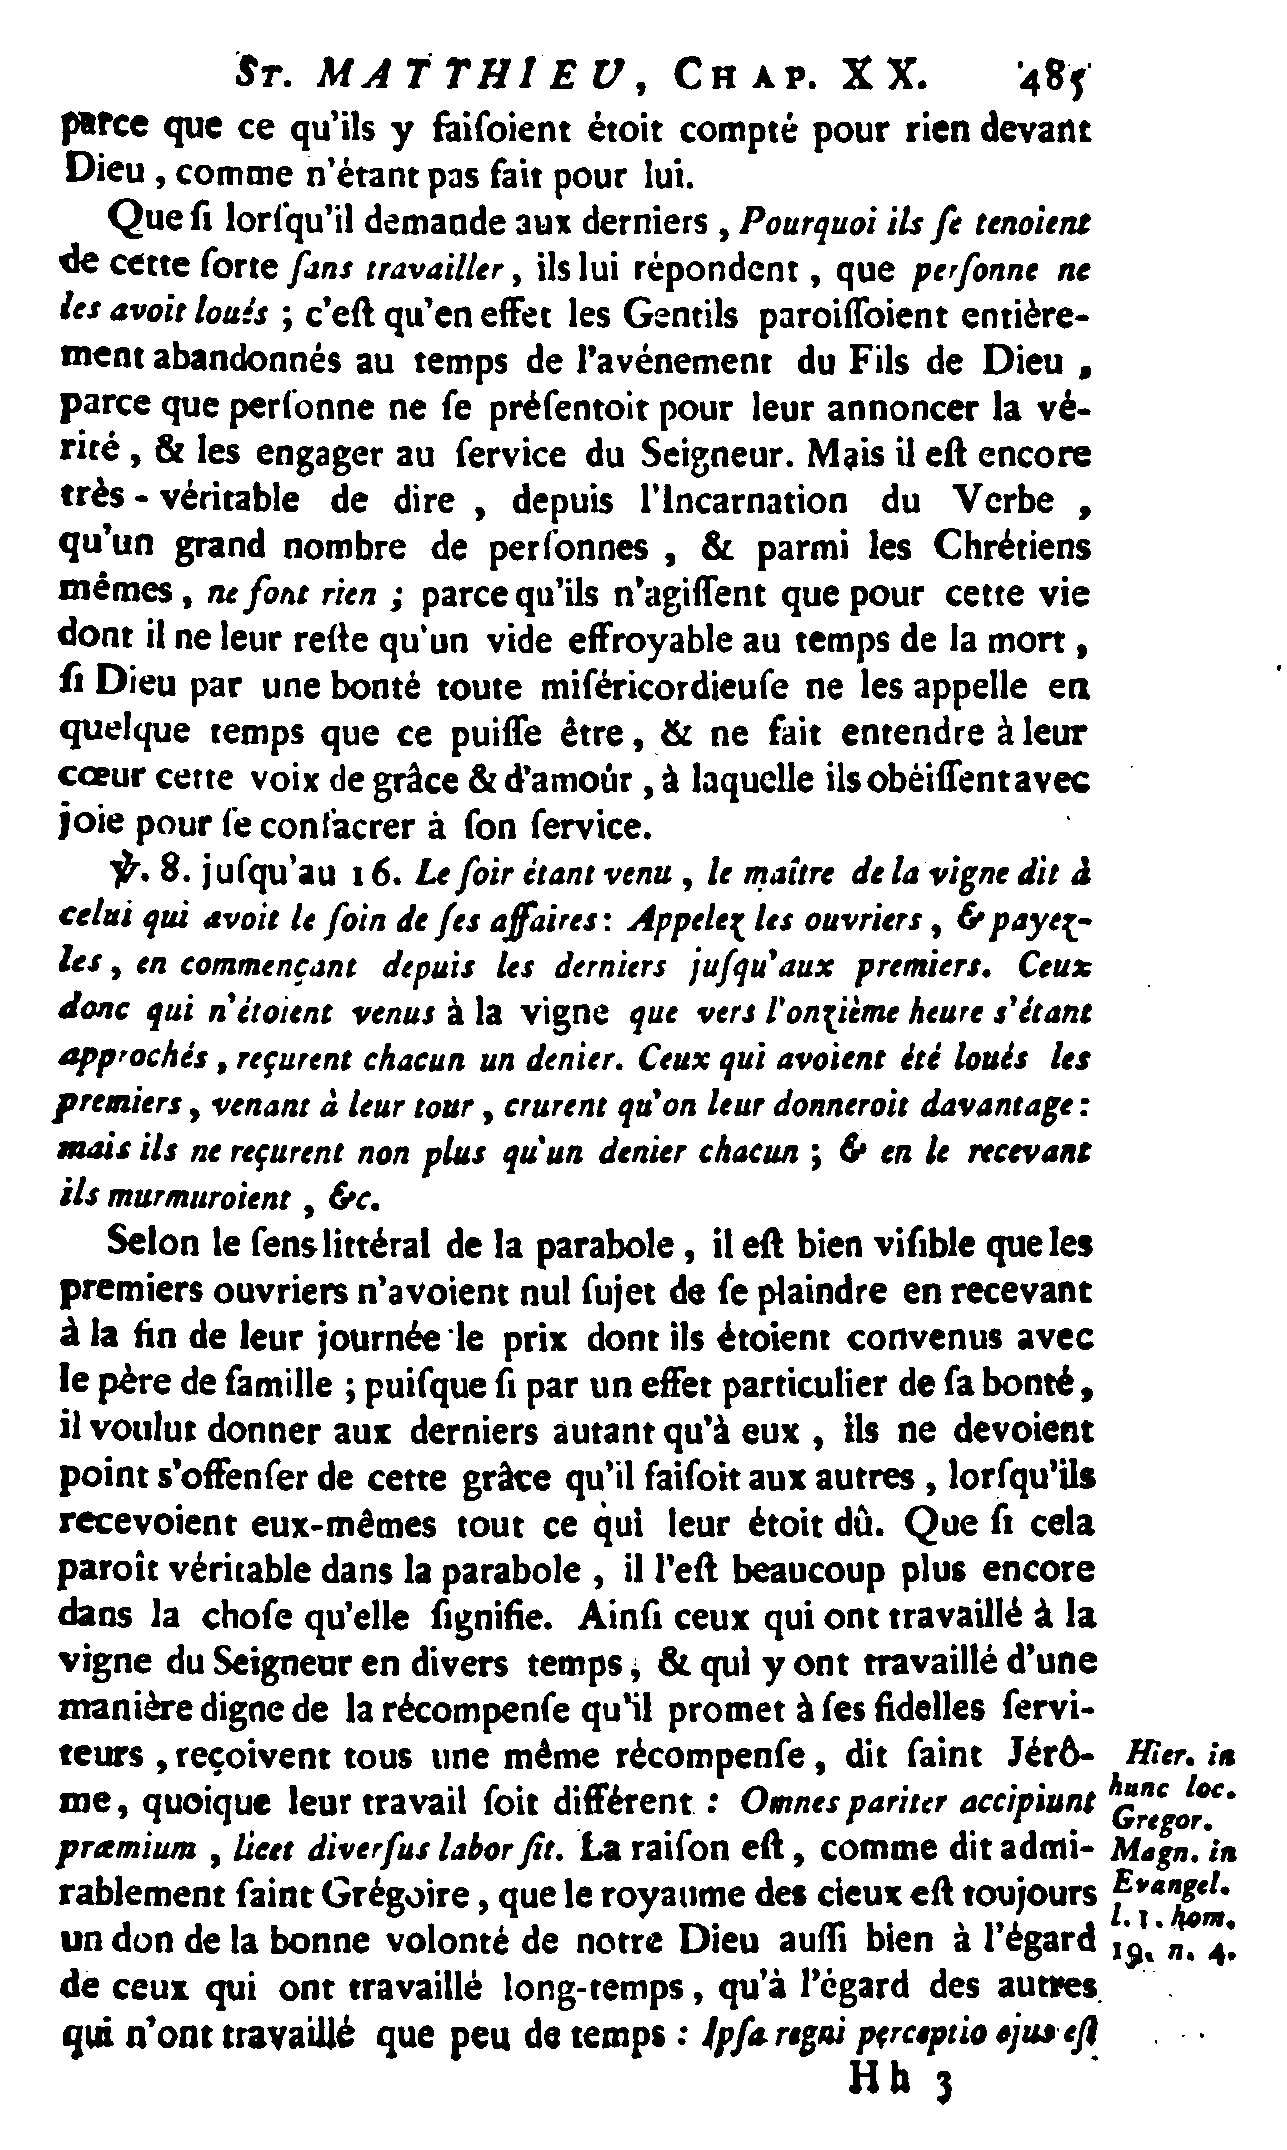 ST. MATTHIEU, CHAP. XX. 485
parce que ce qu'ils y faiſoient étoit compté pour rien devant
Dieu, comme n'étant pas fait pour lui.
Que ſi lorſqu'il demande aux derniers, Pourquoi ils ſe tenoient
de cette ſorte ſans travailler, ils lui répondent, que perſonne ne
les avoit loués ; c'eſt qu'en effet les Gentils paroiſſoient entière-
ment abandonnés au temps de l'avénement du Fils de Dieu,
parce que perſonne ne ſe préſentoit pour leur annoncer la vé-
rité, & les engager au ſervice du Seigneur. Mais il eſt encore
très-véritable de dire, depuis l'Incarnation du Verbe,
qu'un grand nombre de perſonnes, & parmi les Chrétiens
mêmes, ne font rien ; parce qu'ils n'agiſſent que pour cette vie
dont il ne leur reſte qu'un vide effroyable au temps de la mort,
ſi Dieu par une bonté toute miſéricordieuſe ne les appelle en
quelque temps que ce puiſſe être, & ne fait entendre à leur
cœur cette voix de grâce & d'amour, à laquelle ils obéiſſent avec
joie pour ſe conſacrer à ſon ſervice.
℣. 8. juſqu'au 16. Le ſoir étant venu, le maître de la vigne dit à
celui qui avoit le ſoin de ſes affaires: Appelez les ouvriers, & payez-
les, en commençant depuis les derniers juſqu'aux premiers. Ceux
donc qui n'étoient venus à la vigne que vers l'onzième heure s'étant
approchés, reçurent chacun un denier. Ceux qui avoient été loués les
premiers, venant à leur tour, crurent qu'on leur donneroit davantage:
mais ils ne reçurent non plus qu'un denier chacun ; & en le recevant
ils murmuroient, &c.
Selon le ſens littéral de la parabole, il eſt bien viſible que les
premiers ouvriers n'avoient nul ſujet de ſe plaindre en recevant
à la fin de leur journée le prix dont ils étoient convenus avec
le père de famille ; puiſque ſi par un effet particulier de ſa bonté,
il voulut donner aux derniers autant qu'à eux, ils ne devoient
point s'offenſer de cette grâce qu'il faiſoit aux autres, lorſqu'ils
recevoient eux-mêmes tout ce qui leur étoit dû. Que ſi cela
paroît véritable dans la parabole, il l'eſt beaucoup plus encore
dans la choſe qu'elle ſignifie. Ainſi ceux qui ont travaillé à la
vigne du Seigneur en divers temps, & qui y ont travaillé d'une
manière digne de la récompenſe qu'il promet à ſes fidelles ſervi-
teurs, reçoivent tous une même récompenſe, dit ſaint Jérô-
me, quoique leur travail ſoit différent : Omnes pariter accipiunt
præmium, licet diverſus labor ſit. La raiſon eſt, comme dit admi-
rablement ſaint Grégoire, que le royaume des cieux eſt toujours
un don de la bonne volonté de notre Dieu auſſi bien à l'égard
de ceux qui ont travaillé long-temps, qu'à l'égard des autres
qui n'ont travaillé que peu de temps : Ipſa regni perceptio ejus eſt
Hier. in
hunc loc.
Gregor.
Magn. in
Evangel.
l. 1. hom.
19. n. 4.
Hh 3